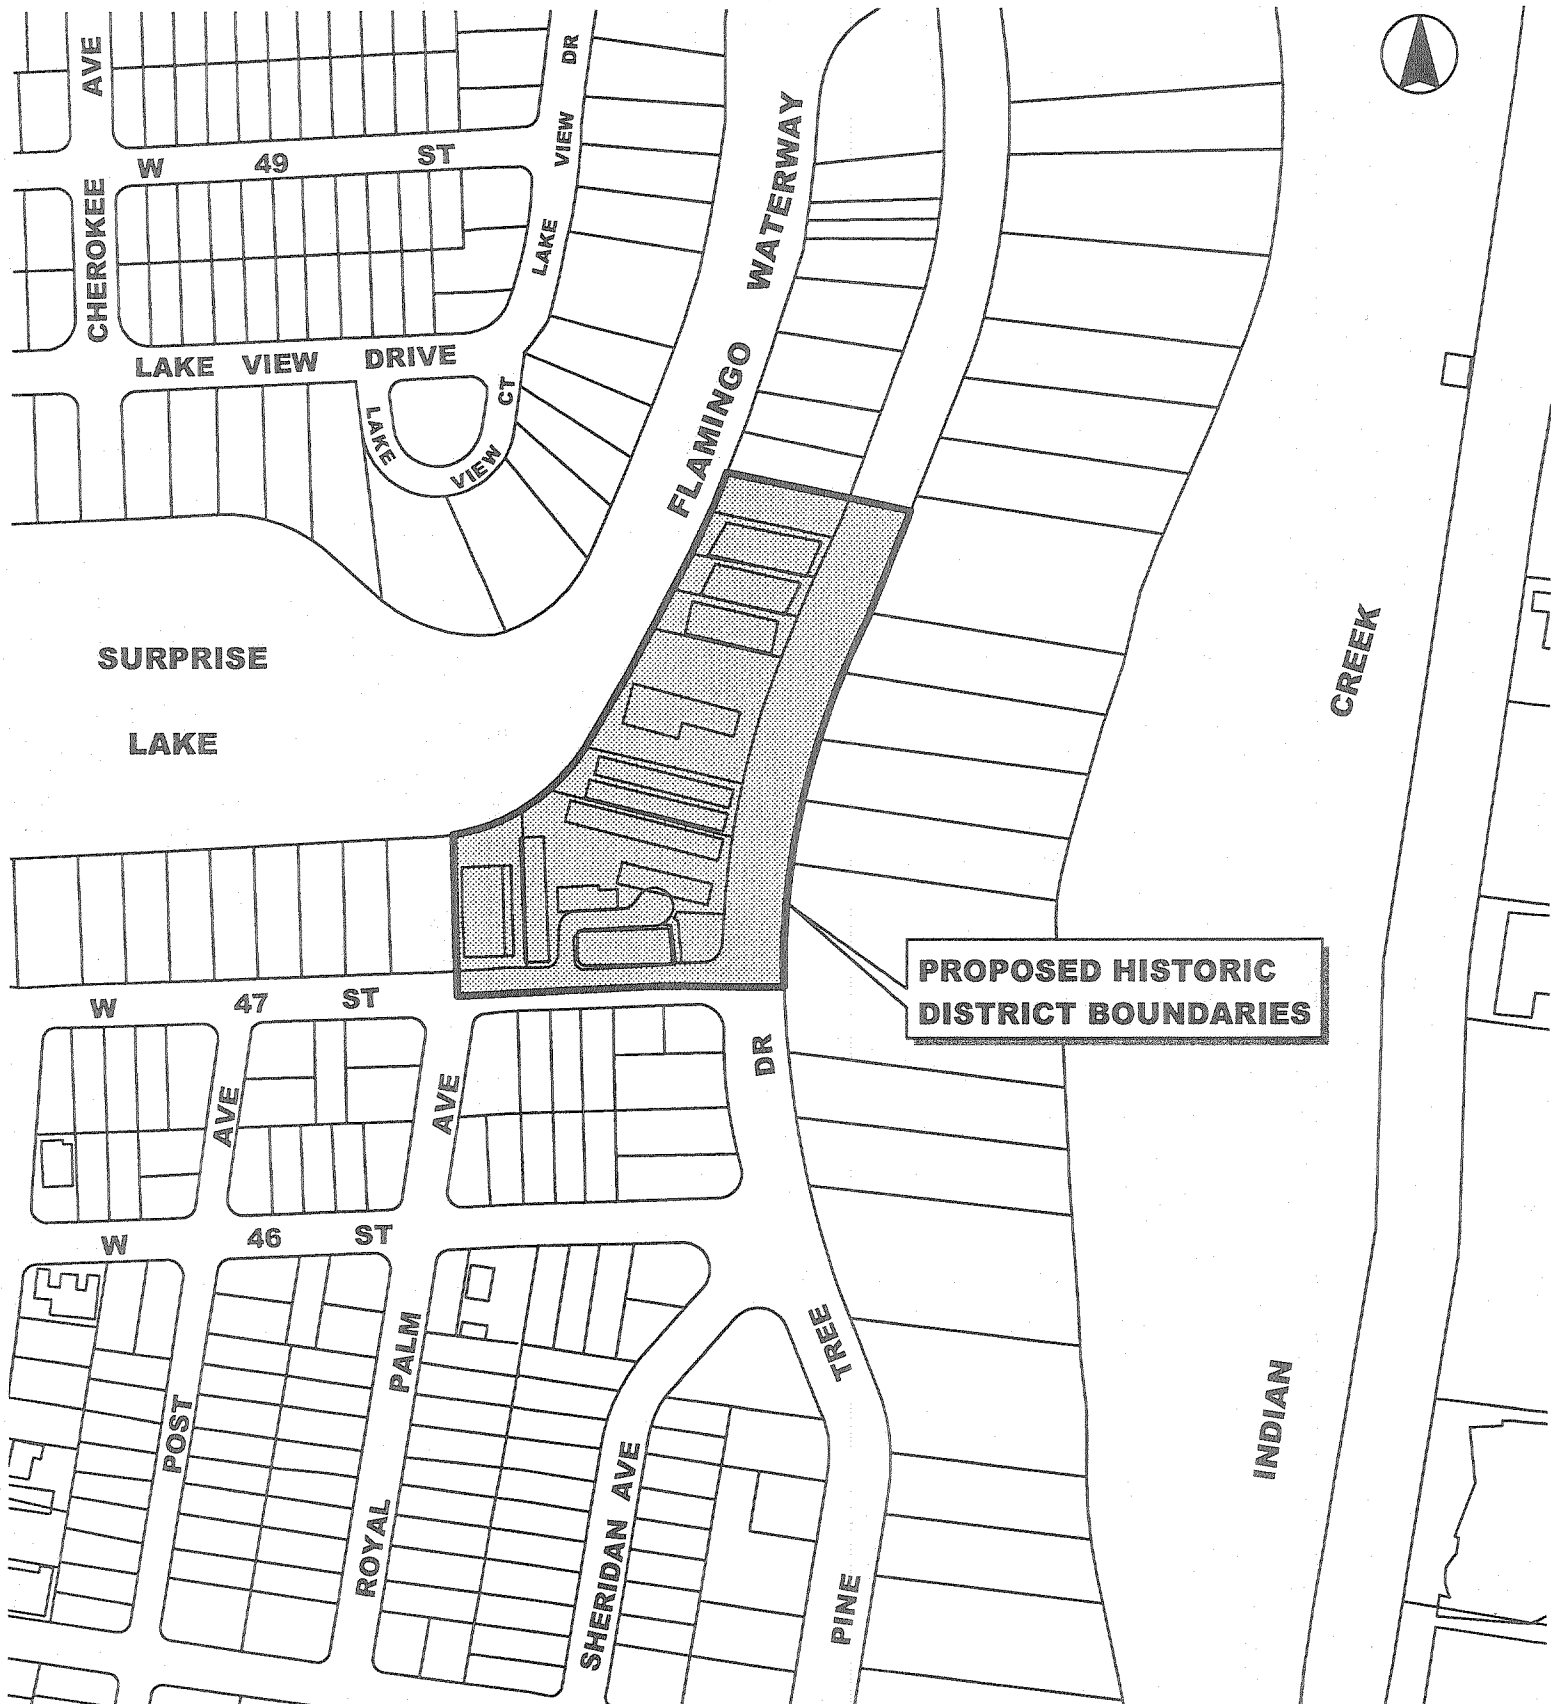 AVE
DR
VIEW
LAKE
W 49 ST
CHEROKEE
LAKE VIEW DRIVE
LAKE
VIEW
CT
FLAMINGO WATERWAY
SURPRISE
LAKE
CREEK
INDIAN
PROPOSED HISTORIC
DISTRICT BOUNDARIES
W 47 ST
AVE
AVE
DR
W 46 ST
POST
ROYAL PALM
SHERIDAN AVE
PINE TREE